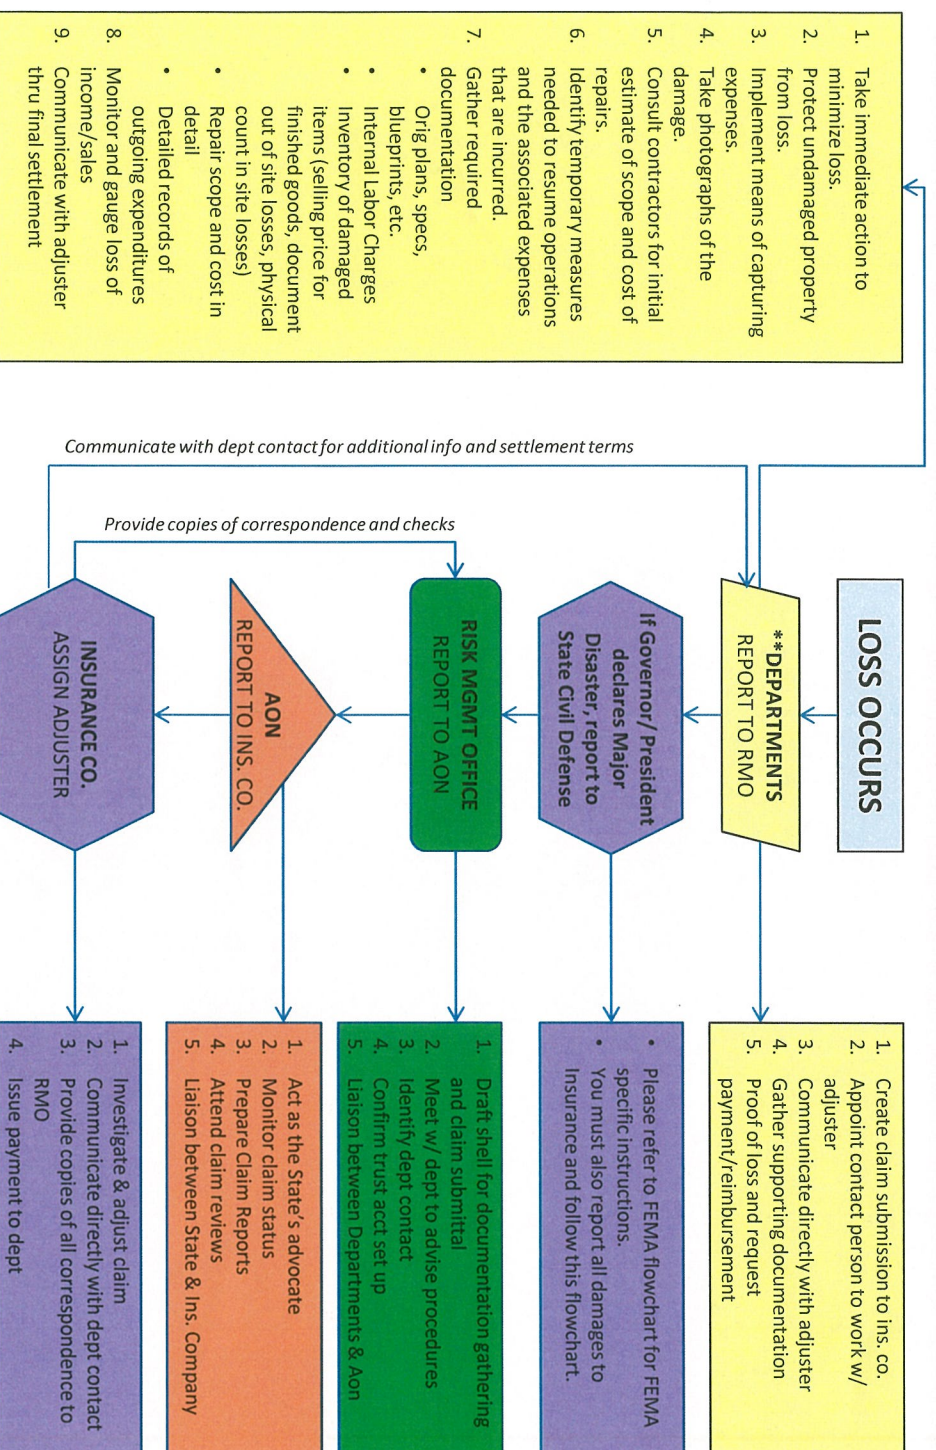 LOSS OCCURS
**DEPARTMENTS
REPORT TO RMO
If Governor/ President
declares Major
Disaster, report to
State Civil Defense
RISK MGMT OFFICE
REPORT TO AON
AON
REPORT TO INS. CO.
INSURANCE CO.
ASSIGN ADJUSTER
Communicate with dept contact for additional info and settlement terms
Provide copies of correspondence and checks
1. Take immediate action to
minimize loss.
2. Protect undamaged property
from loss.
3. Implement means of capturing
expenses.
4. Take photographs of the
damage.
5. Consult contractors for initial
estimate of scope and cost of
repairs.
6. Identify temporary measures
needed to resume operations
and the associated expenses
that are incurred.
7. Gather required
documentation
• Orig plans, specs,
blueprints, etc.
• Internal Labor Charges
• Inventory of damaged
items (selling price for
finished goods, document
out of site losses, physical
count in site losses)
• Repair scope and cost in
detail
• Detailed records of
outgoing expenditures
8. Monitor and gauge loss of
income/sales
9. Communicate with adjuster
thru final settlement
1. Create claim submission to ins. co.
2. Appoint contact person to work w/
adjuster
3. Communicate directly with adjuster
4. Gather supporting documentation
5. Proof of loss and request
payment/reimbursement
• Please refer to FEMA flowchart for FEMA
specific instructions.
• You must also report all damages to
Insurance and follow this flowchart.
1. Draft shell for documentation gathering
and claim submittal
2. Meet w/ dept to advise procedures
3. Identify dept contact
4. Confirm trust acct set up
5. Liaison between Departments & Aon
1. Act as the State's advocate
2. Monitor claim status
3. Prepare Claim Reports
4. Attend claim reviews
5. Liaison between State & Ins. Company
1. Investigate & adjust claim
2. Communicate directly with dept contact
3. Provide copies of all correspondence to
RMO
4. Issue payment to dept